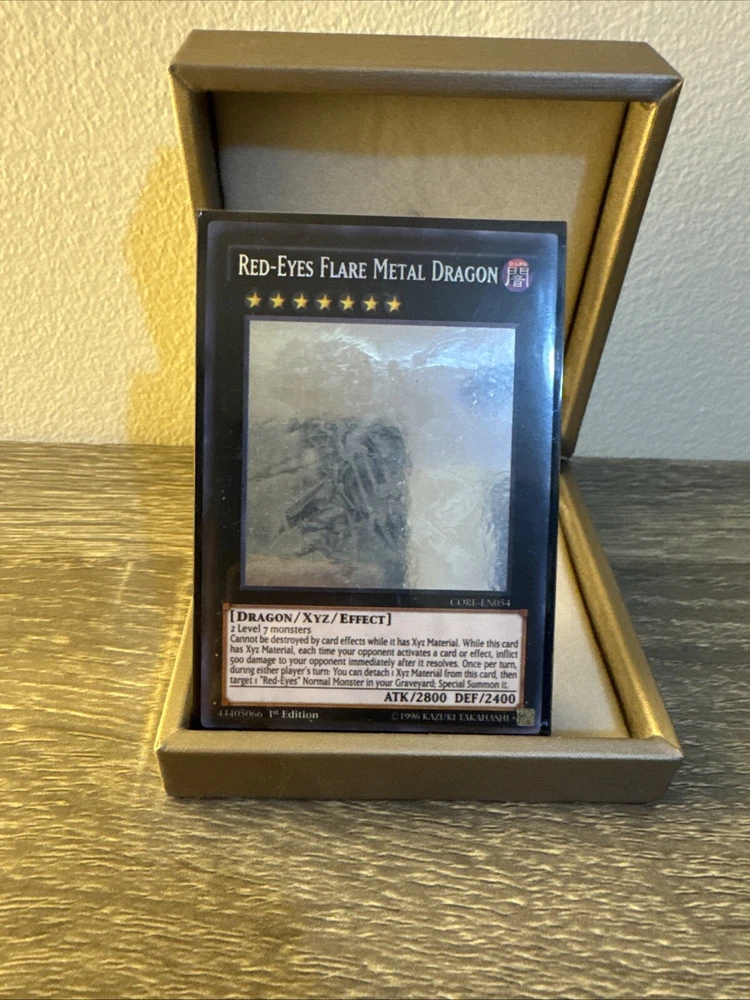 RED-EYES FLARE METAL DRAGON
DARK
闇
CORE-EN054
[DRAGON/XYZ/EFFECT]
2 Level 7 monsters
Cannot be destroyed by card effects while it has Xyz Material. While this card
has Xyz Material, each time your opponent activates a card or effect, inflict
500 damage to your opponent immediately after it resolves. Once per turn,
during either player's turn: You can detach 1 Xyz Material from this card, then
target 1 "Red-Eyes" Normal Monster in your Graveyard; Special Summon it.
ATK/2800 DEF/2400
44405066 1st Edition ©1996 KAZUKI TAKAHASHI